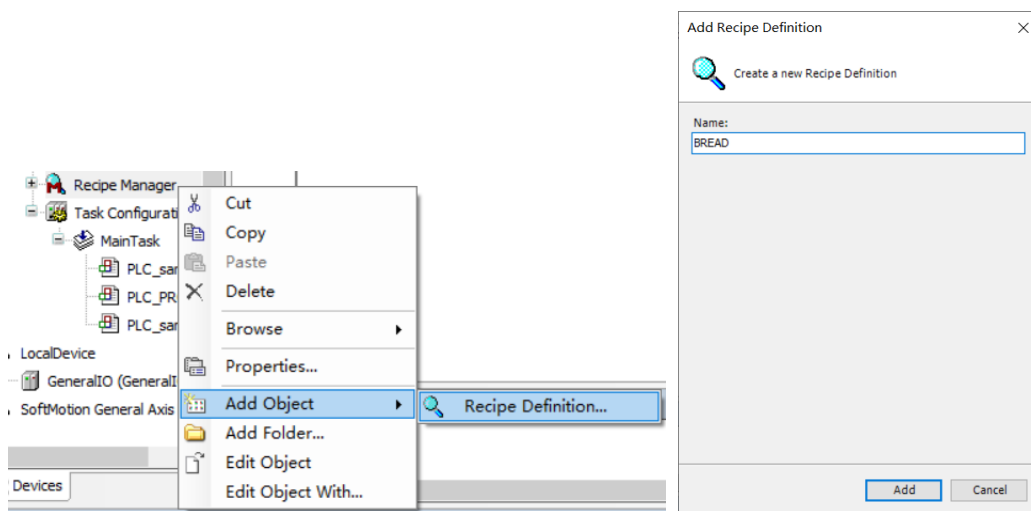 Recipe Manager
Task Configurati
MainTask
PLC_sar
PLC_PR
PLC_sar
LocalDevice
GeneralIO (GeneralI
SoftMotion General Axis
Devices
Cut
Copy
Paste
Delete
Browse
Properties...
Add Object
Add Folder...
Edit Object
Edit Object With...
Recipe Definition...
Add Recipe Definition
Create a new Recipe Definition
Name:
BREAD
Add
Cancel